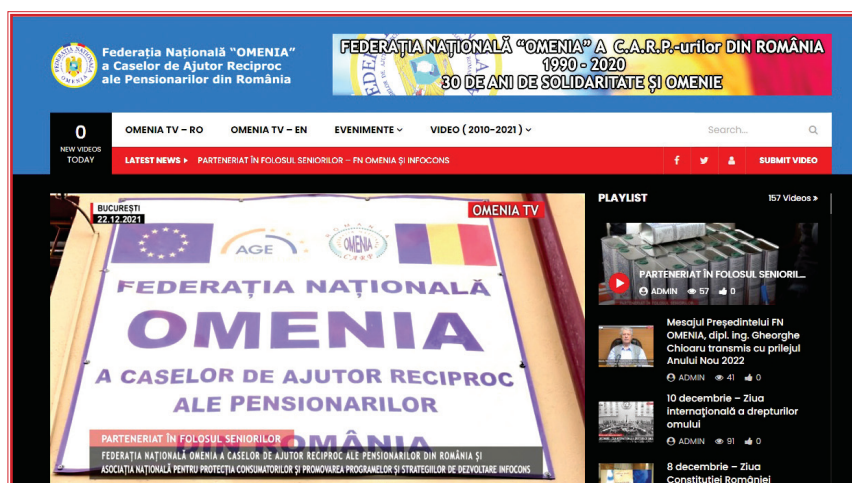 Federația Națională “OMENIA”
a Caselor de Ajutor Reciproc
ale Pensionarilor din România
FEDERAȚIA NAȚIONALĂ “OMENIA” A C.A.R.P.-urilor DIN ROMÂNIA
1990 - 2020
30 DE ANI DE SOLIDARITATE ȘI OMENIE
0
NEW VIDEOS
TODAY
OMENIA TV – RO
OMENIA TV – EN
EVENIMENTE
VIDEO ( 2010-2021 )
Search...
LATEST NEWS
PARTENERIAT ÎN FOLOSUL SENIORILOR – FN OMENIA ȘI INFOCONS
SUBMIT VIDEO
BUCUREȘTI
22.12.2021
OMENIA TV
AGE
ROMÂNIA
OMENIA
C.A.R.P.
FEDERAȚIA NAȚIONALĂ
OMENIA
A CASELOR DE AJUTOR RECIPROC
ALE PENSIONARILOR
DIN ROMÂNIA
PARTENERIAT ÎN FOLOSUL SENIORILOR
FEDERAȚIA NAȚIONALĂ OMENIA A CASELOR DE AJUTOR RECIPROC ALE PENSIONARILOR DIN ROMÂNIA ȘI
ASOCIAȚIA NAȚIONALĂ PENTRU PROTECȚIA CONSUMATORILOR ȘI PROMOVAREA PROGRAMELOR ȘI STRATEGIILOR DE DEZVOLTARE INFOCONS
PLAYLIST
157 Videos
PARTENERIAT ÎN FOLOSUL SENIORIL...
ADMIN 57 0
Mesajul Președintelui FN
OMENIA, dipl. ing. Gheorghe
Chioaru transmis cu prilejul
Anului Nou 2022
ADMIN 41 0
10 decembrie – Ziua
internaţională a drepturilor
omului
ADMIN 91 0
8 decembrie – Ziua
Constituției României